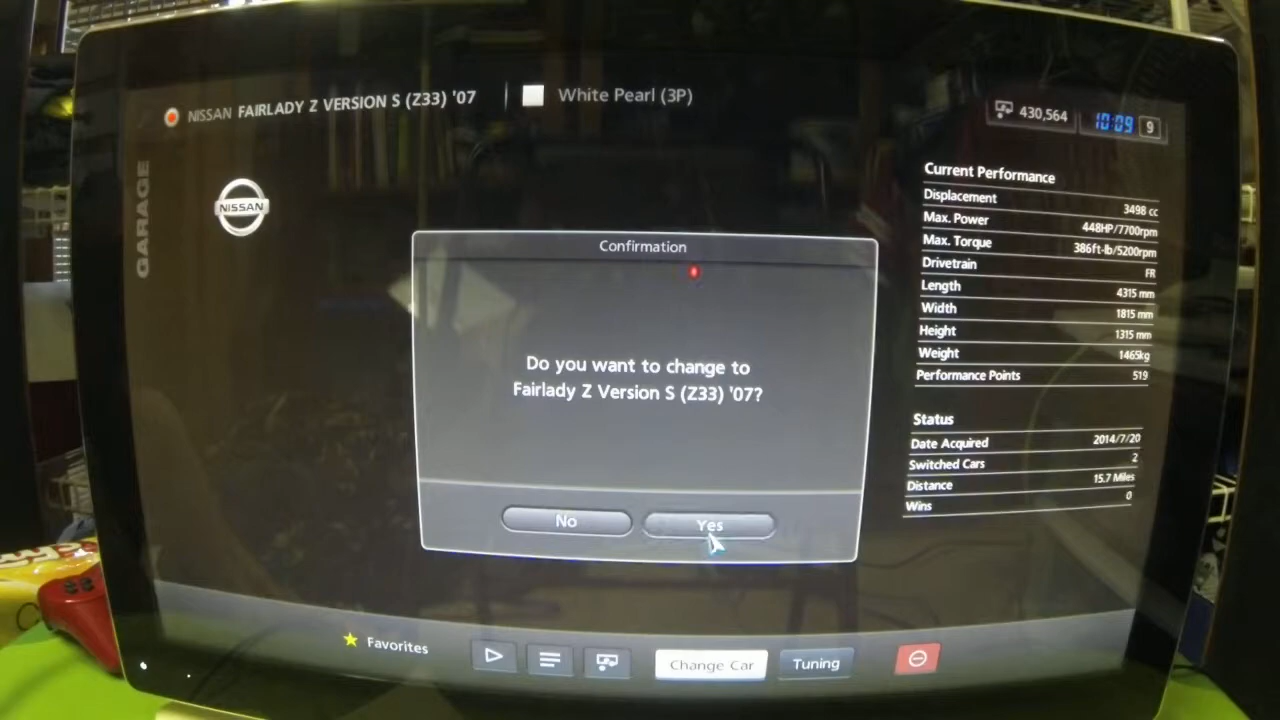 NISSAN FAIRLADY Z VERSION S (Z33) '07
White Pearl (3P)
430,564
10:09
9
GARAGE
NISSAN
Current Performance
Displacement 3498 cc
Max. Power 448HP/7700rpm
Max. Torque 386ft-lb/5200rpm
Drivetrain FR
Length 4315 mm
Width 1815 mm
Height 1315 mm
Weight 1465kg
Performance Points 519
Status
Date Acquired 2014/7/20
Switched Cars 2
Distance 15.7 Miles
Wins 0
Confirmation
Do you want to change to
Fairlady Z Version S (Z33) '07?
No
Yes
Favorites
Change Car
Tuning